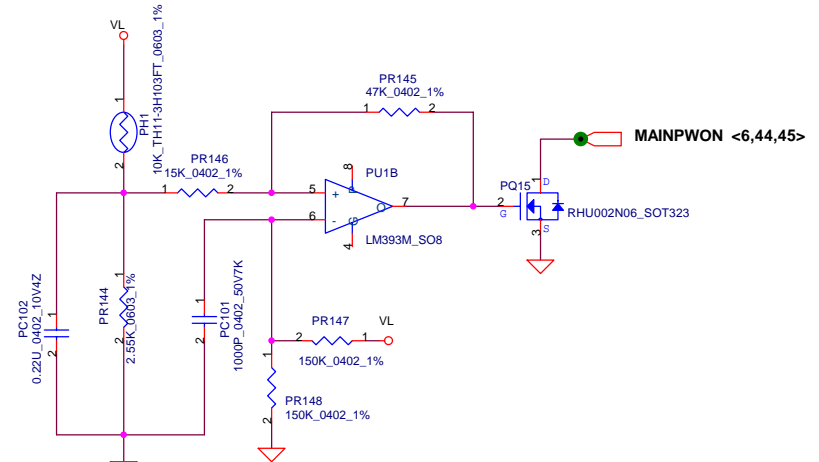 VL
1
PH1
10K_TH11-3H103FT_0603_1%
2
PR145
47K_0402_1%
1
2
MAINPWON <6,44,45>
PR146
15K_0402_1%
1
2
PU1B
8
P
5
+
6
-
O
7
G
4
LM393M_SO8
PQ15
1
D
2
G
3
S
RHU002N06_SOT323
PC102
0.22U_0402_10V4Z
1
2
PR144
2.55K_0603_1%
1
2
PC101
1000P_0402_50V7K
1
2
PR147
2
1
VL
150K_0402_1%
1
PR148
150K_0402_1%
2